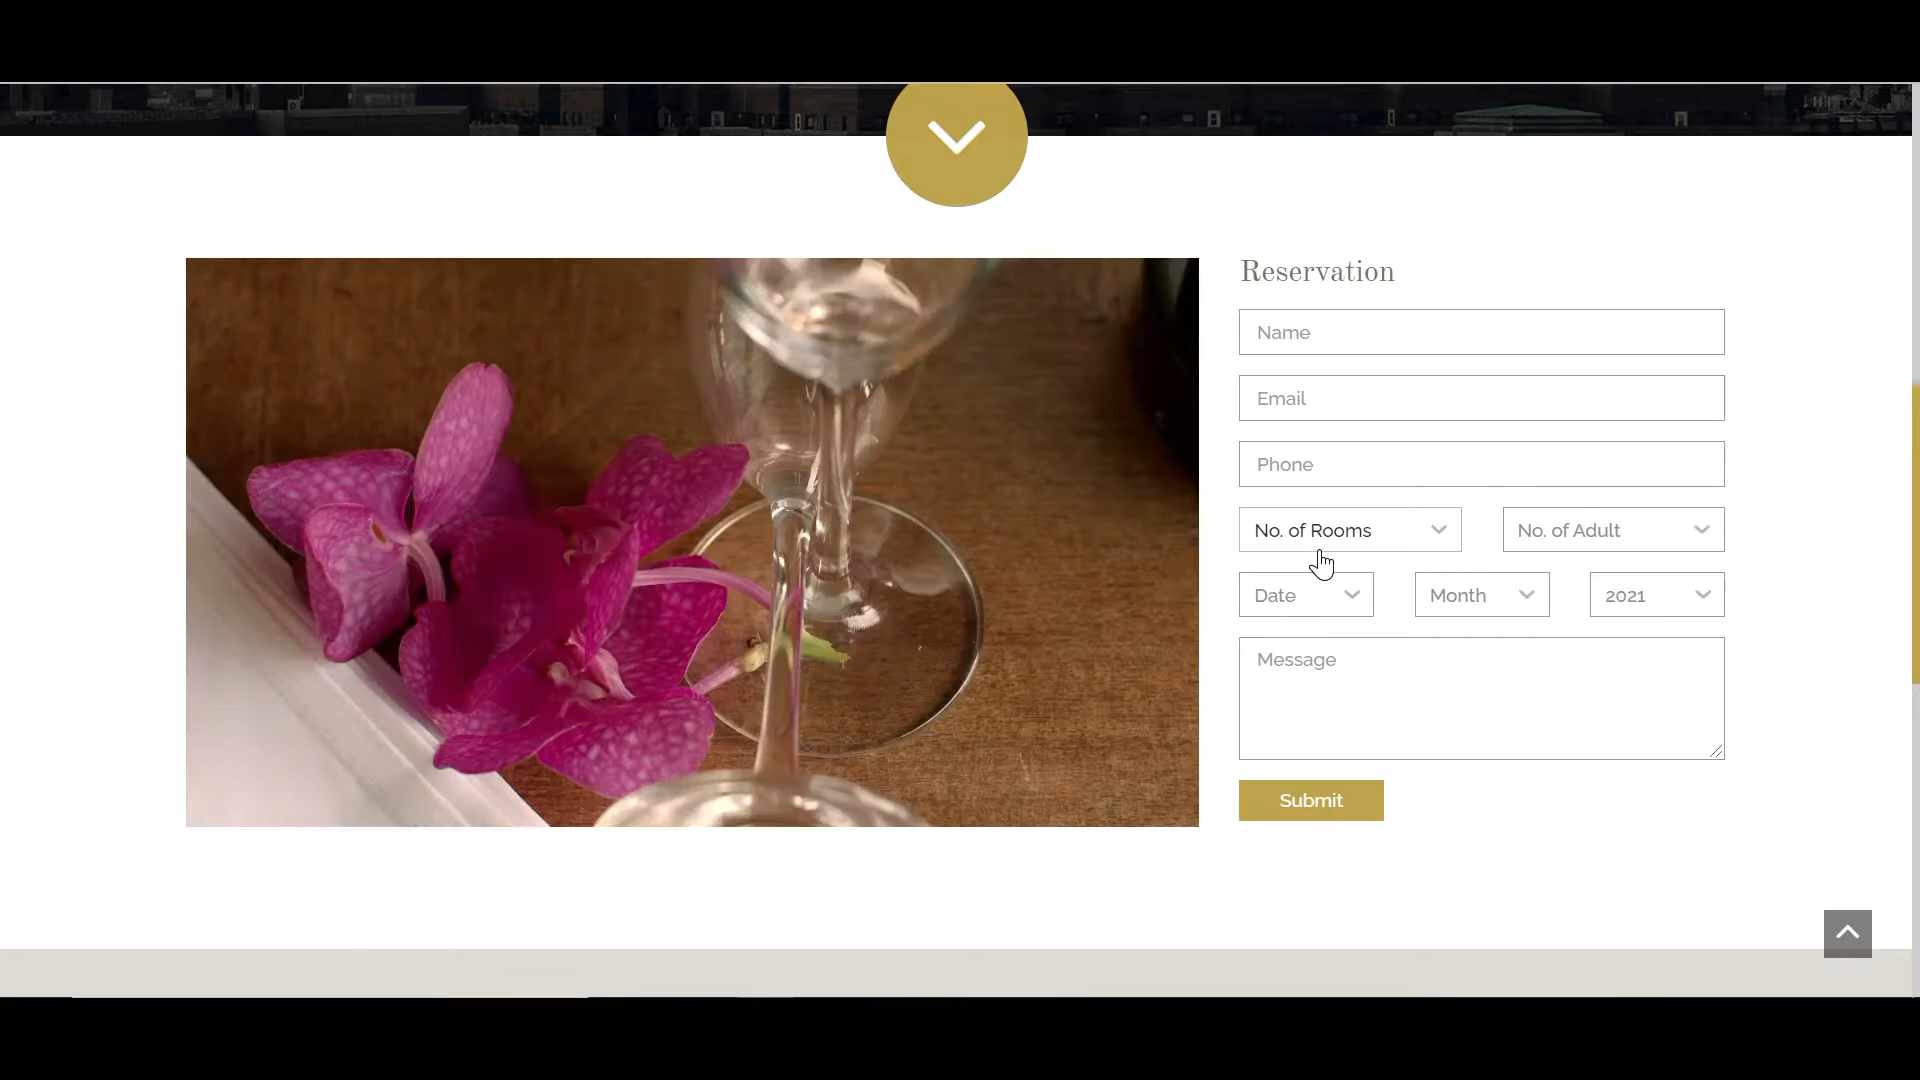 Reservation
Name
Email
Phone
No. of Rooms No. of Adult
Date Month 2021
Message
Submit